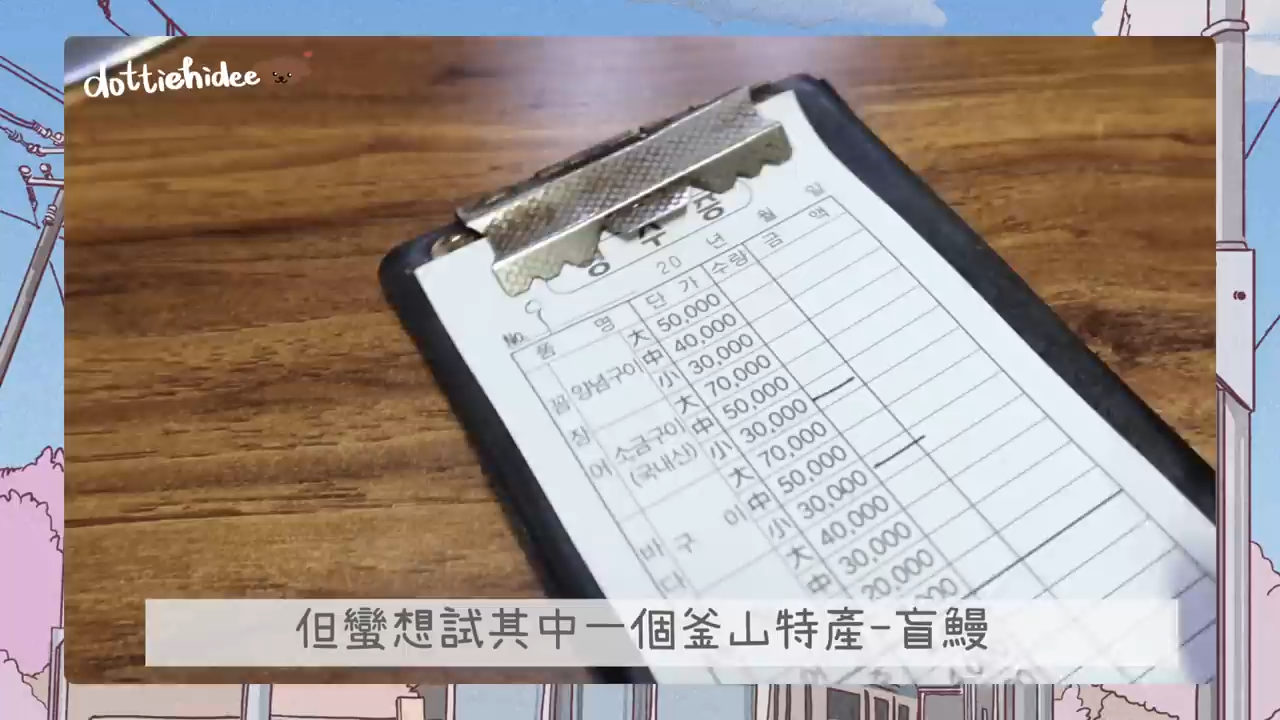 dottiehidee
영 수 증
20 년 월 일
No.
품 명 단 가 수량 금 액
꼼장어 양념구이 大 50,000
中 40,000
小 30,000
소금구이 (국내산) 大 70,000
中 50,000
小 30,000
구이 大 70,000
中 50,000
小 30,000
大 40,000
中 30,000
20,000
但蠻想試其中一個釜山特產-盲鰻